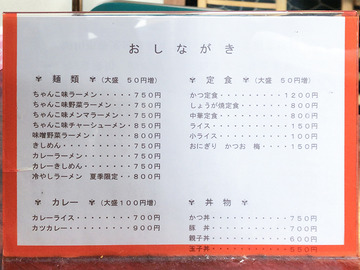 おしながき
✾ 麺 類 ✾（大盛 50円増）
ちゃんこ味ラーメン・・・・・・750円
ちゃんこ味野菜ラーメン・・・・750円
ちゃんこ味メンマラーメン・・・750円
ちゃんこ味チャーシューメン・・850円
味噌野菜ラーメン・・・・・・・800円
きしめん・・・・・・・・・・・750円
カレーラーメン・・・・・・・・750円
カレーきしめん・・・・・・・・750円
冷やしラーメン 夏季限定・・・800円
✾ カレー ✾（大盛100円増）
カレーライス・・・・・・・・・700円
カツカレー・・・・・・・・・・900円
✾ 定 食 ✾（大盛 50円増）
かつ定食・・・・・・・・・・1200円
しょうが焼定食・・・・・・・・800円
中華定食・・・・・・・・・・・800円
ライス・・・・・・・・・・・・150円
小ライス・・・・・・・・・・・100円
おにぎり かつお 梅・・・・・150円
✾ 丼 物 ✾
かつ丼・・・・・・・・・・・・750円
豚 丼・・・・・・・・・・・・700円
親子丼・・・・・・・・・・・・600円
玉子丼・・・・・・・・・・・・550円